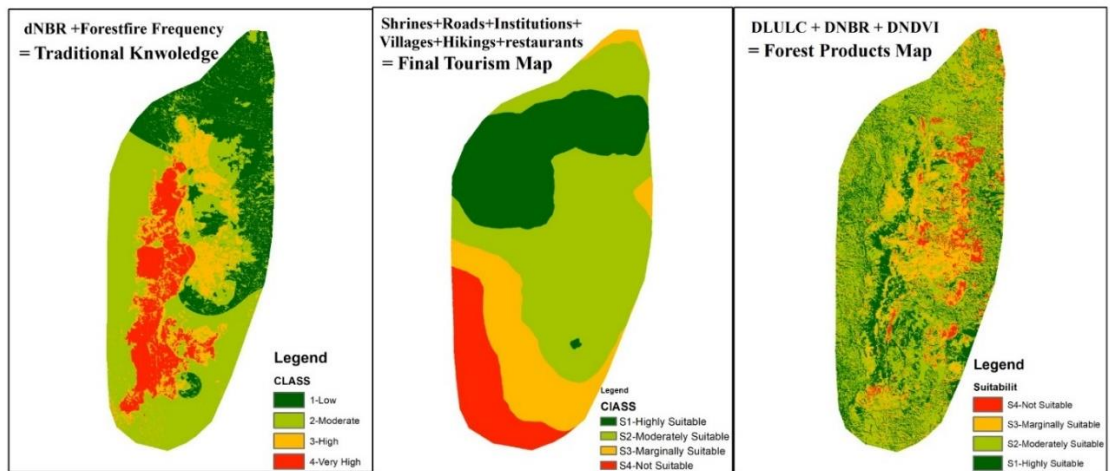 dNBR +Forestfire Frequency
= Traditional Knwoledge
Legend
CLASS
1-Low
2-Moderate
3-High
4-Very High
Shrines+Roads+Institutions+
Villages+Hikings+restaurants
= Final Tourism Map
Legend
ClASS
S1-Highly Suitable
S2-Moderately Suitable
S3-Marginally Suitable
S4-Not Suitable
DLULC + DNBR + DNDVI
= Forest Products Map
Legend
Suitabilit
S4-Not Suitable
S3-Marginally Suitable
S2-Moderately Suitable
S1-Highly Suitable